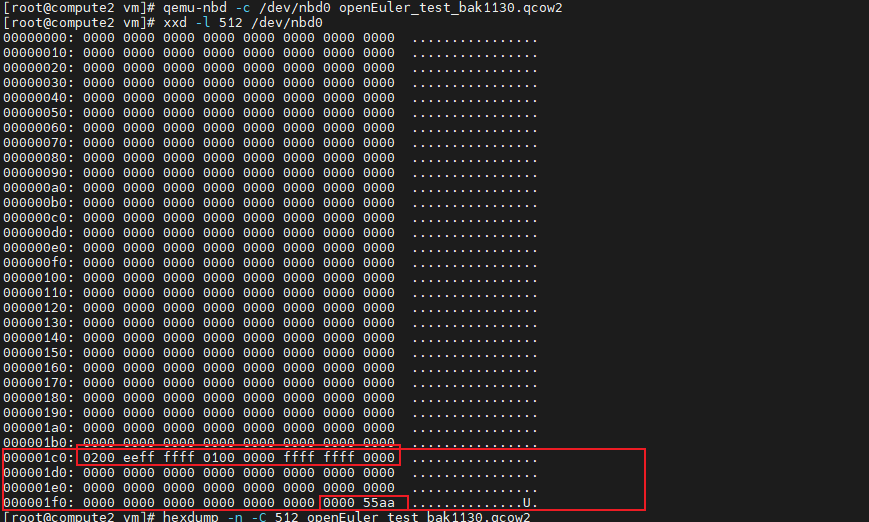 [root@compute2 vm]# qemu-nbd -c /dev/nbd0 openEuler_test_bak1130.qcow2
[root@compute2 vm]# xxd -l 512 /dev/nbd0
00000000: 0000 0000 0000 0000 0000 0000 0000 0000  ................
00000010: 0000 0000 0000 0000 0000 0000 0000 0000  ................
00000020: 0000 0000 0000 0000 0000 0000 0000 0000  ................
00000030: 0000 0000 0000 0000 0000 0000 0000 0000  ................
00000040: 0000 0000 0000 0000 0000 0000 0000 0000  ................
00000050: 0000 0000 0000 0000 0000 0000 0000 0000  ................
00000060: 0000 0000 0000 0000 0000 0000 0000 0000  ................
00000070: 0000 0000 0000 0000 0000 0000 0000 0000  ................
00000080: 0000 0000 0000 0000 0000 0000 0000 0000  ................
00000090: 0000 0000 0000 0000 0000 0000 0000 0000  ................
000000a0: 0000 0000 0000 0000 0000 0000 0000 0000  ................
000000b0: 0000 0000 0000 0000 0000 0000 0000 0000  ................
000000c0: 0000 0000 0000 0000 0000 0000 0000 0000  ................
000000d0: 0000 0000 0000 0000 0000 0000 0000 0000  ................
000000e0: 0000 0000 0000 0000 0000 0000 0000 0000  ................
000000f0: 0000 0000 0000 0000 0000 0000 0000 0000  ................
00000100: 0000 0000 0000 0000 0000 0000 0000 0000  ................
00000110: 0000 0000 0000 0000 0000 0000 0000 0000  ................
00000120: 0000 0000 0000 0000 0000 0000 0000 0000  ................
00000130: 0000 0000 0000 0000 0000 0000 0000 0000  ................
00000140: 0000 0000 0000 0000 0000 0000 0000 0000  ................
00000150: 0000 0000 0000 0000 0000 0000 0000 0000  ................
00000160: 0000 0000 0000 0000 0000 0000 0000 0000  ................
00000170: 0000 0000 0000 0000 0000 0000 0000 0000  ................
00000180: 0000 0000 0000 0000 0000 0000 0000 0000  ................
00000190: 0000 0000 0000 0000 0000 0000 0000 0000  ................
000001a0: 0000 0000 0000 0000 0000 0000 0000 0000  ................
000001b0: 0000 0000 0000 0000 0000 0000 0000 0000  ................
000001c0: 0200 eeff ffff 0100 0000 ffff ffff 0000  ................
000001d0: 0000 0000 0000 0000 0000 0000 0000 0000  ................
000001e0: 0000 0000 0000 0000 0000 0000 0000 0000  ................
000001f0: 0000 0000 0000 0000 0000 0000 0000 55aa  ..............U.
[root@compute2 vm]# hexdump -n -C 512 openEuler_test_bak1130.qcow2